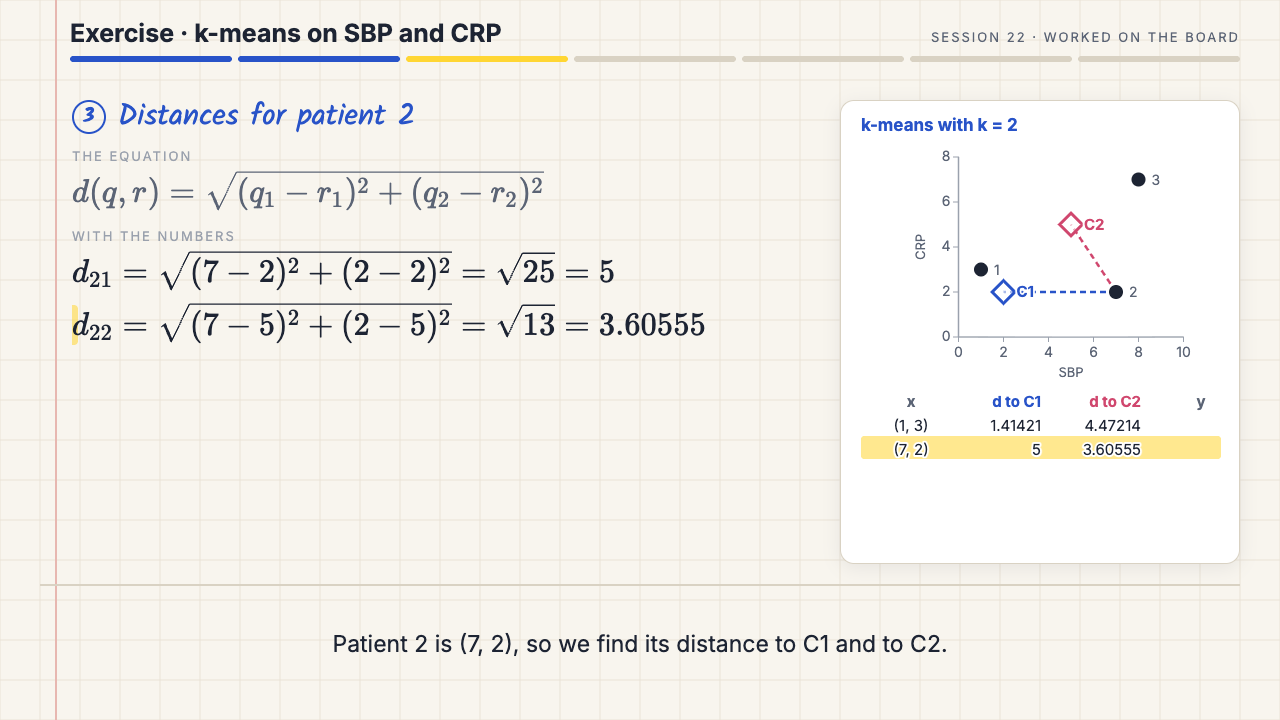 Exercise · k-means on SBP and CRP
SESSION 22 · WORKED ON THE BOARD
3 Distances for patient 2
THE EQUATION
d(q, r) = √((q₁ − r₁)² + (q₂ − r₂)²)
WITH THE NUMBERS
d₂₁ = √((7 − 2)² + (2 − 2)²) = √25 = 5
d₂₂ = √((7 − 5)² + (2 − 5)²) = √13 = 3.60555
k-means with k = 2
8
6
4
2
0
CRP
3
C2
1
C1
2
0 2 4 6 8 10
SBP
x d to C1 d to C2 y
(1, 3) 1.41421 4.47214
(7, 2) 5 3.60555
Patient 2 is (7, 2), so we find its distance to C1 and to C2.